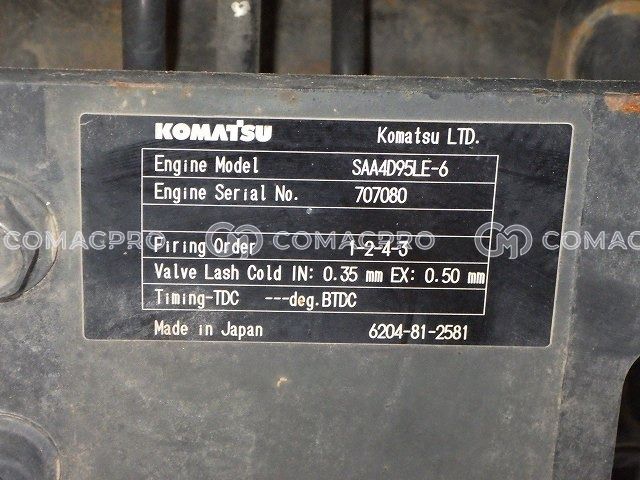 KOMATSU Komatsu LTD.
Engine Model SAA4D95LE-6
Engine Serial No. 707080
COMACPRO COMACPRO COMACPRO
Firing Order 1-2-4-3
Valve Lash Cold IN: 0.35 mm EX: 0.50 mm
Timing-TDC ---deg.BTDC
Made in Japan 6204-81-2581